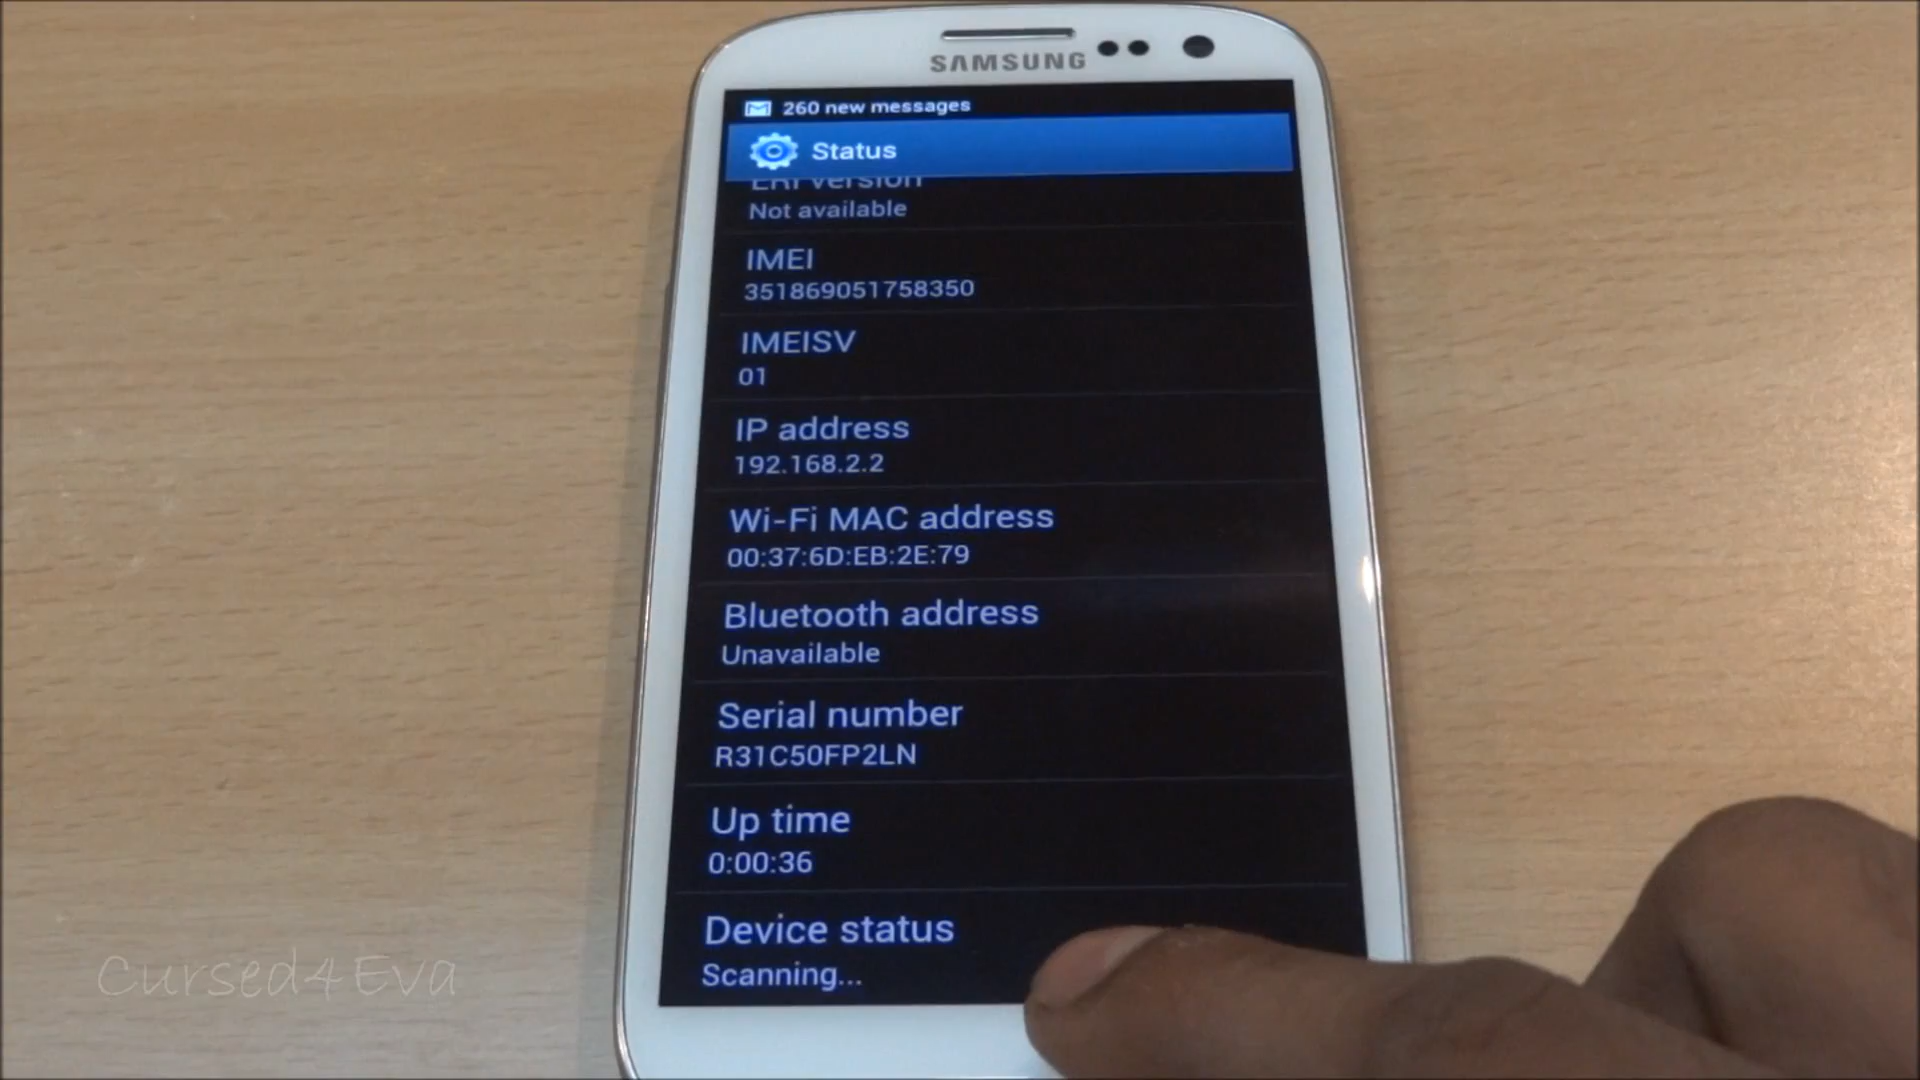 SAMSUNG
260 new messages
Status
ERI version
Not available
IMEI
351869051758350
IMEISV
01
IP address
192.168.2.2
Wi-Fi MAC address
00:37:6D:EB:2E:79
Bluetooth address
Unavailable
Serial number
R31C50FP2LN
Up time
0:00:36
Device status
Scanning...
Cursed4Eva